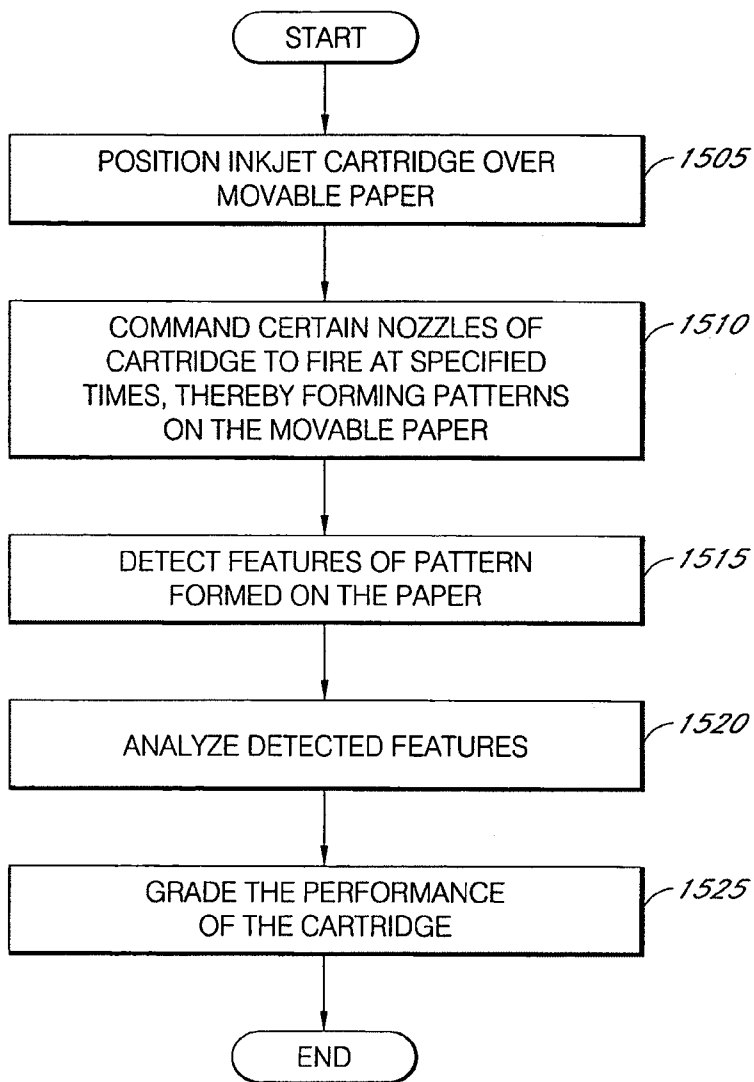 START
POSITION INKJET CARTRIDGE OVER
MOVABLE PAPER
1505
COMMAND CERTAIN NOZZLES OF
CARTRIDGE TO FIRE AT SPECIFIED
TIMES, THEREBY FORMING PATTERNS
ON THE MOVABLE PAPER
1510
DETECT FEATURES OF PATTERN
FORMED ON THE PAPER
1515
ANALYZE DETECTED FEATURES
1520
GRADE THE PERFORMANCE
OF THE CARTRIDGE
1525
END